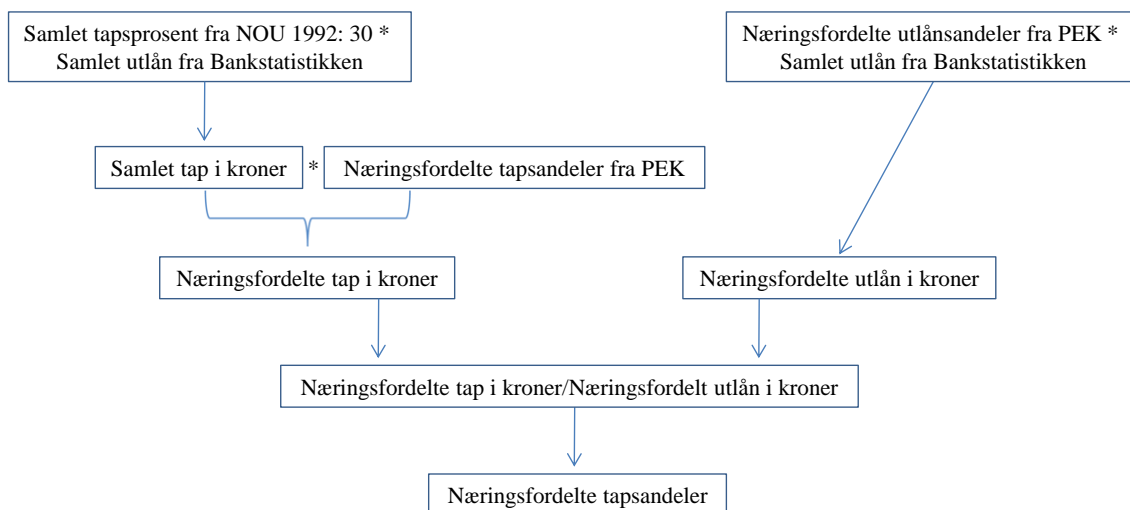 Samlet tapsprosent fra NOU 1992: 30 *
Samlet utlån fra Bankstatistikken
Næringsfordelte utlånsandeler fra PEK *
Samlet utlån fra Bankstatistikken
Samlet tap i kroner * Næringsfordelte tapsandeler fra PEK
Næringsfordelte tap i kroner
Næringsfordelte utlån i kroner
Næringsfordelte tap i kroner/Næringsfordelt utlån i kroner
Næringsfordelte tapsandeler